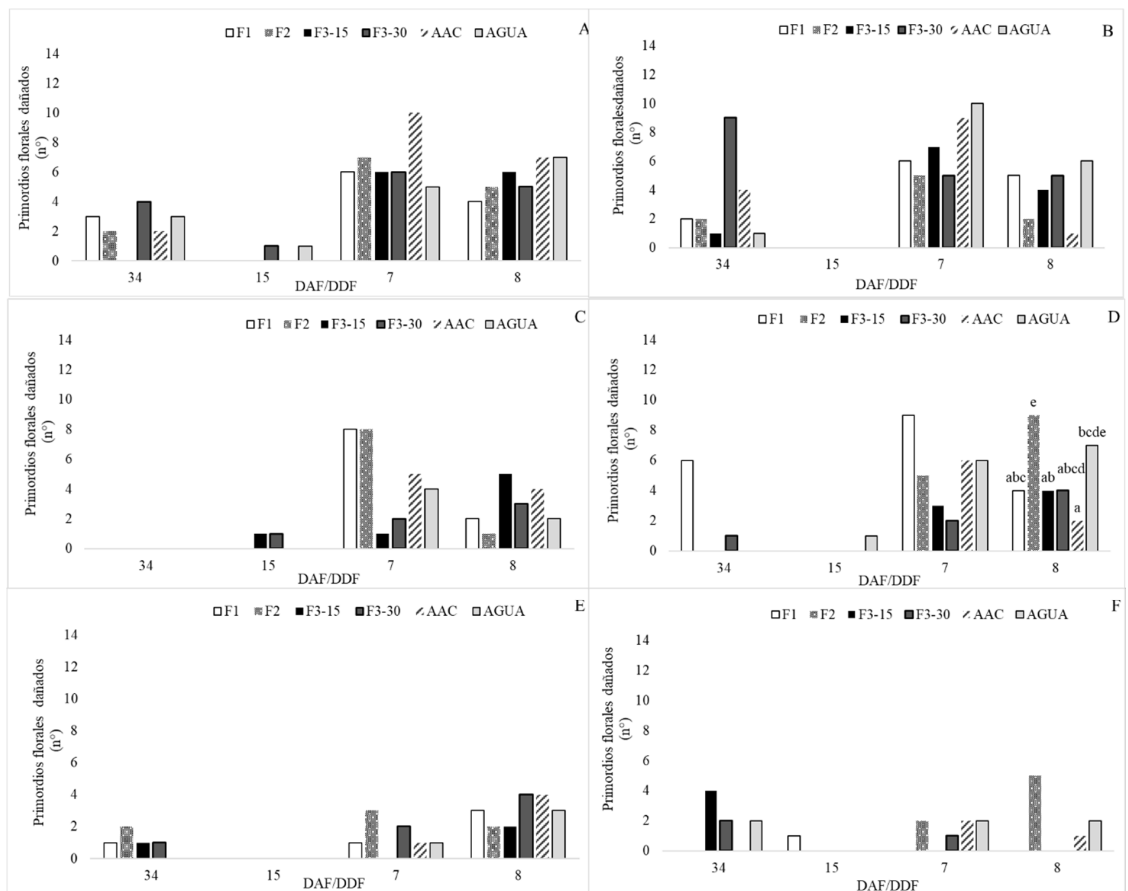 F1 F2 F3-15 F3-30 AAC AGUA A
Primordios florales dañados
(n°)
14
12
10
8
6
4
2
0
34 15 7 8
DAF/DDF
F1 F2 F3-15 F3-30 AAC AGUA B
Primordios floralesdañados
(n°)
14
12
10
8
6
4
2
0
34 15 7 8
DAF/DDF
F1 F2 F3-15 F3-30 AAC AGUA C
Primordios florales dañados
(n°)
14
12
10
8
6
4
2
0
34 15 7 8
DAF/DDF
F1 F2 F3-15 F3-30 AAC AGUA D
Primordios florales dañados
(n°)
14
12
10
8
6
4
2
0
abc e ab abcd a bcde
34 15 7 8
DAF/DDF
F1 F2 F3-15 F3-30 AAC AGUA E
Primordios florales dañados
(n°)
14
12
10
8
6
4
2
0
34 15 7 8
DAF/DDF
F1 F2 F3-15 F3-30 AAC AGUA F
Primordios florales dañados
(n°)
14
12
10
8
6
4
2
0
34 15 7 8
DAF/DDF